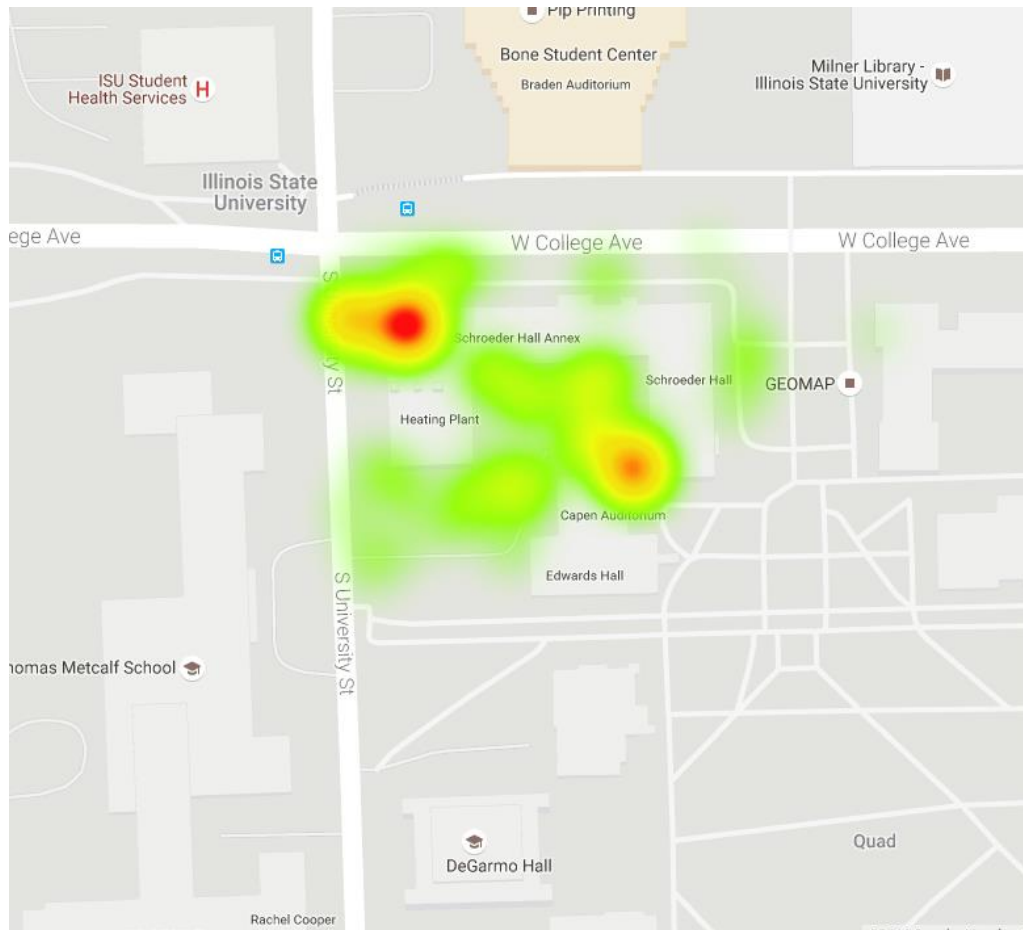 Pip Printing
Bone Student Center
Braden Auditorium
ISU Student
Health Services
H
Milner Library -
Illinois State University
Illinois State
University
ege Ave
W College Ave
W College Ave
S
ty St
Schroeder Hall Annex
Schroeder Hall
GEOMAP
Heating Plant
Capen Auditorium
Edwards Hall
S University St
homas Metcalf School
DeGarmo Hall
Quad
Rachel Cooper